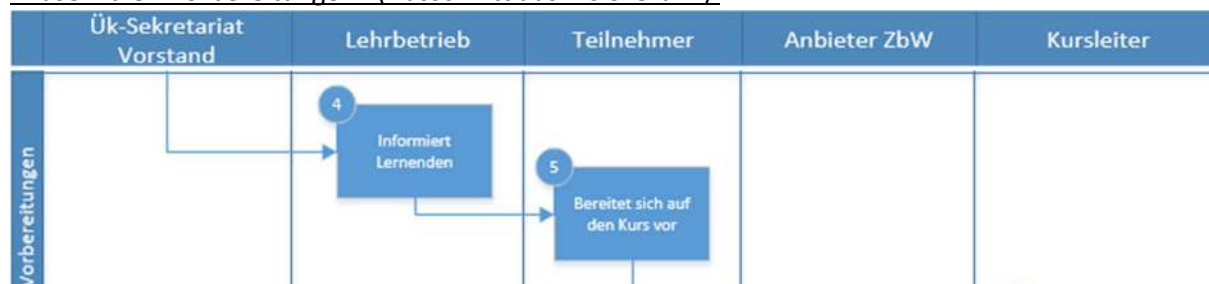 Ük-Sekretariat
Vorstand
Lehrbetrieb
Teilnehmer
Anbieter ZbW
Kursleiter
Vorbereitungen
4
Informiert
Lernenden
5
Bereitet sich auf
den Kurs vor